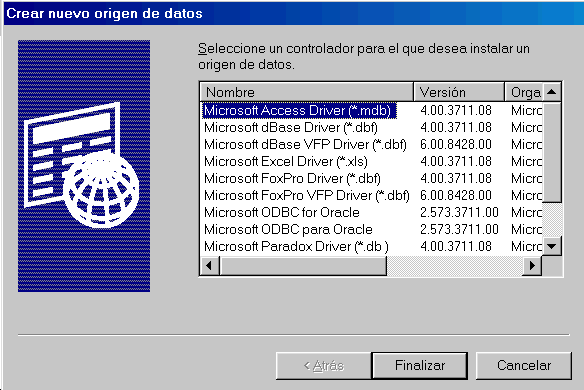 Crear nuevo origen de datos
Seleccione un controlador para el que desea instalar un
origen de datos.
Nombre Versión Orga
Microsoft Access Driver (*.mdb) 4.00.3711.08 Micro
Microsoft dBase Driver (*.dbf) 4.00.3711.08 Micro
Microsoft dBase VFP Driver (*.dbf) 6.00.8428.00 Micro
Microsoft Excel Driver (*.xls) 4.00.3711.08 Micro
Microsoft FoxPro Driver (*.dbf) 4.00.3711.08 Micro
Microsoft FoxPro VFP Driver (*.dbf) 6.00.8428.00 Micro
Microsoft ODBC for Oracle 2.573.3711.00 Micro
Microsoft ODBC para Oracle 2.573.3711.00 Micro
Microsoft Paradox Driver (*.db ) 4.00.3711.08 Micro
< Atrás Finalizar Cancelar